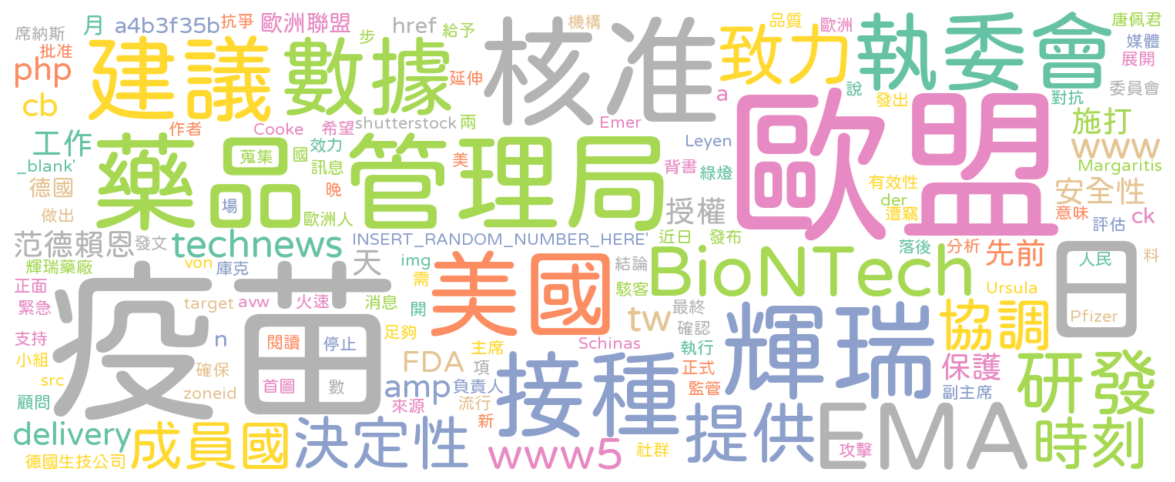 席納斯 批准 月 a4b3f35b 抗爭 歐洲聯盟 href 給予 機構 品質 歐洲 唐佩君 媒體 展開
php cb 建議 數據 步 延伸 核准 致力 說 發出 執委會 對抗 委員會
工作 作者 Cooke 希望 shutterstock 兩 Emer a 施打 www
_blank' 德國 做出 藥品管理局 蒐集 國 場 效力 訊息 晚 歐洲人 美 背書 Leyen 綠燈 歐盟 有效性 der 遭竊 Margaritis 安全性 意味 ck 評估
范德賴恩 發文 technews INSERT_RANDOM_NUMBER_HERE' 授權 近日 發布 落後 分析 先前 人民 料
輝瑞藥廠 von 庫克 天 img 需 美國 結論 駭客 BioNTech Ursula 日
正面 緊急 疫苗 target avw 火速 消息 開 tw 最終 確認 Pfizer
支持 n 閱讀 停止 足夠 FDA 主席 項 Schinas 執行 正式 監管 輝瑞 協調 保護 副主席
小組 src 顧問 確保 zoneid 首圖 數 amp 負責人 來源 流行 新 接種 研發
delivery 成員國 決定性 www5 社群 提供 EMA 攻擊 時刻
德國生技公司